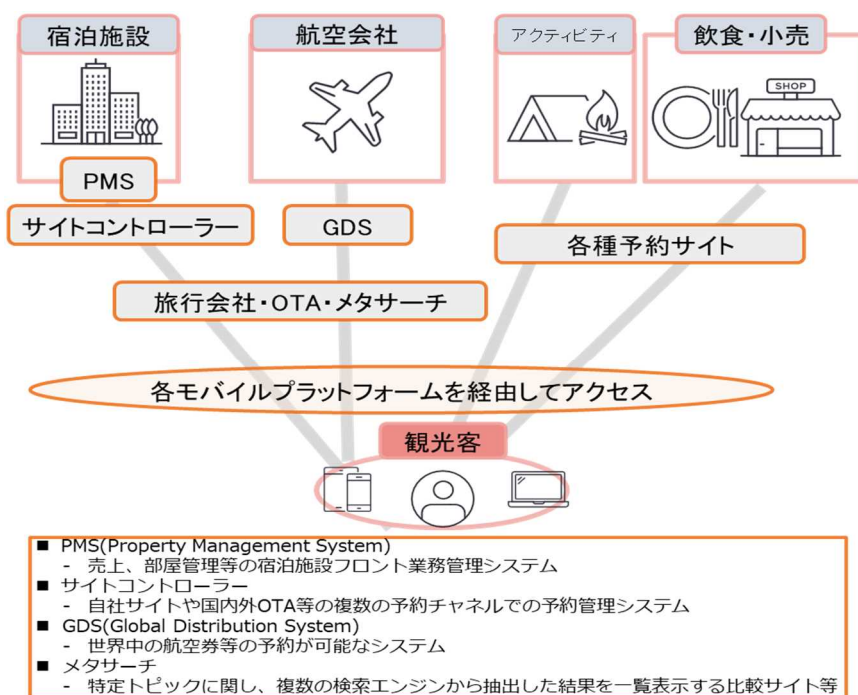 宿泊施設
航空会社
アクティビティ
飲食・小売
SHOP
PMS
サイトコントローラー
GDS
各種予約サイト
旅行会社・OTA・メタサーチ
各モバイルプラットフォームを経由してアクセス
観光客
■ PMS(Property Management System)
- 売上、部屋管理等の宿泊施設フロント業務管理システム
■ サイトコントローラー
- 自社サイトや国内外OTA等の複数の予約チャネルでの予約管理システム
■ GDS(Global Distribution System)
- 世界中の航空券等の予約が可能なシステム
■ メタサーチ
- 特定トピックに関し、複数の検索エンジンから抽出した結果を一覧表示する比較サイト等